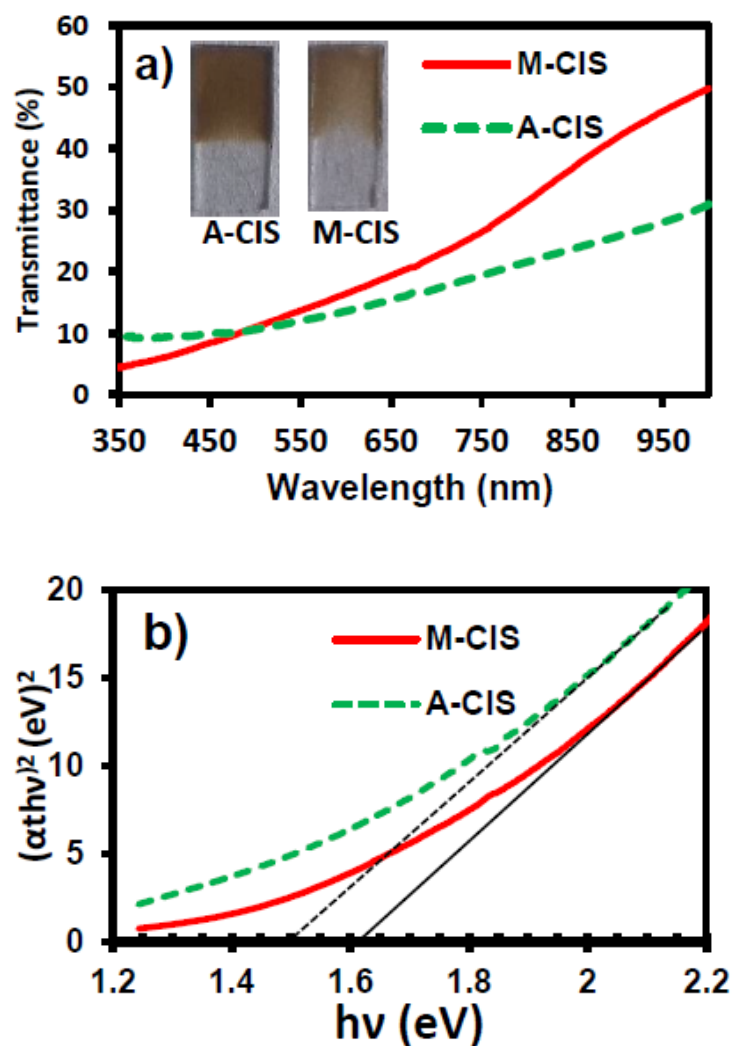 60
a)
M-CIS
50
A-CIS
40
30
A-CIS M-CIS
20
10
0
350 450 550 650 750 850 950
Transmittance (%)
Wavelength (nm)
20
b)
M-CIS
15
A-CIS
10
5
0
1.2 1.4 1.6 1.8 2 2.2
(αthν)2 (eV)2
hν (eV)